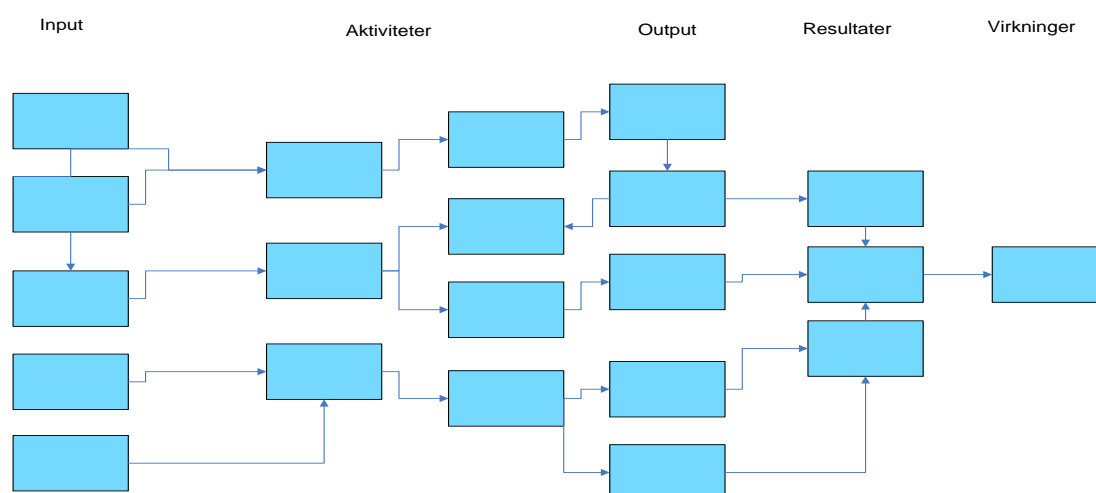 Input
Aktiviteter
Output
Resultater
Virkninger